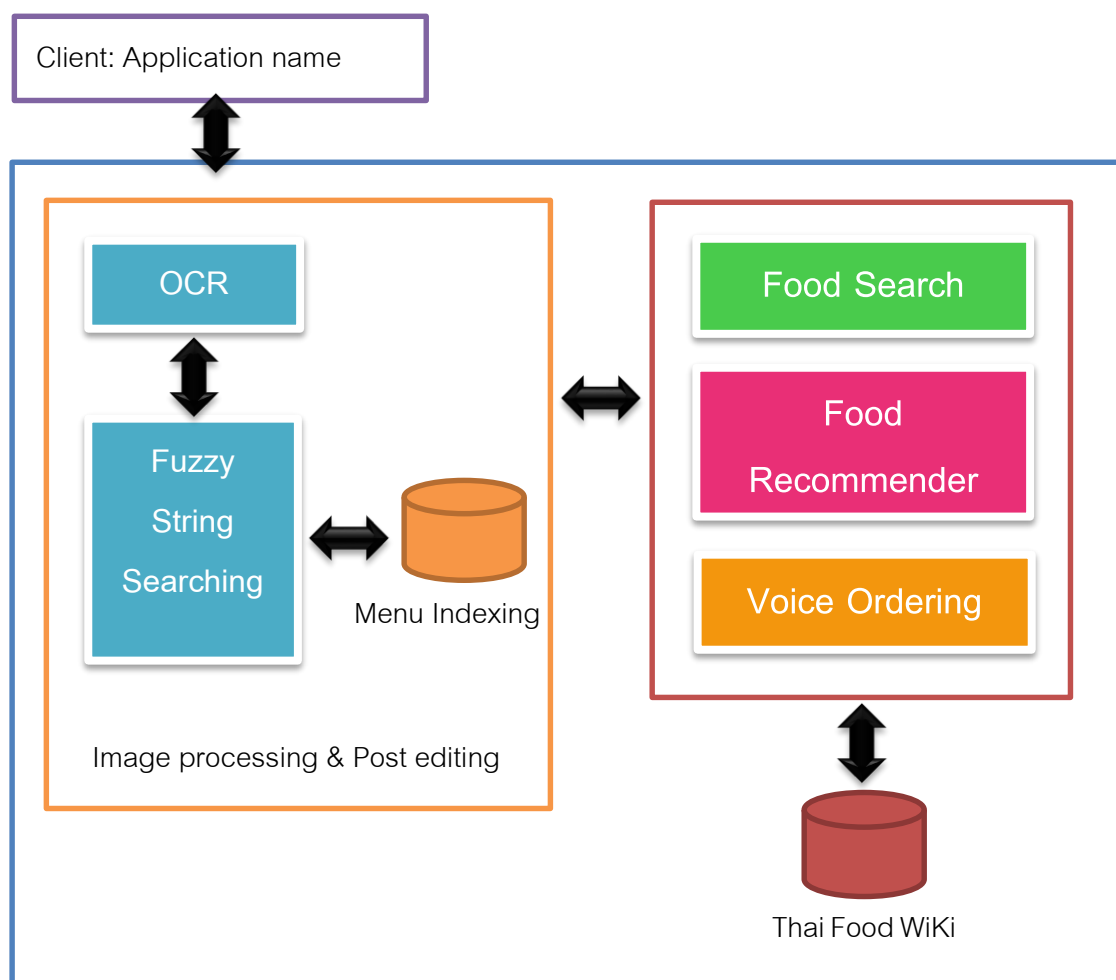 Client: Application name
OCR
Fuzzy
String
Searching
Menu Indexing
Image processing & Post editing
Food Search
Food
Recommender
Voice Ordering
Thai Food WiKi